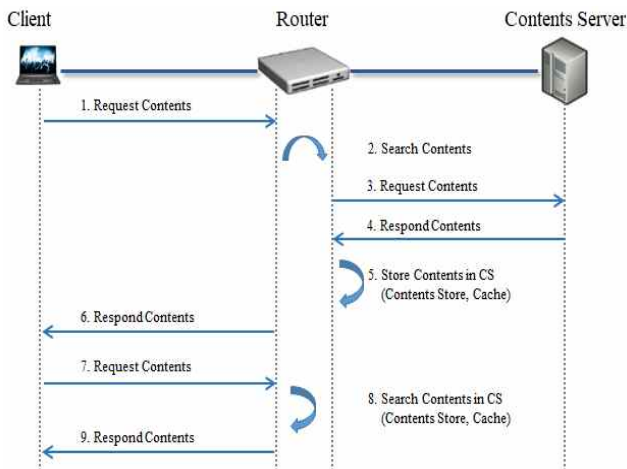 Client
Router
Contents Server
1. Request Contents
2. Search Contents
3. Request Contents
4. Respond Contents
5. Store Contents in CS
(Contents Store, Cache)
6. Respond Contents
7. Request Contents
8. Search Contents in CS
(Contents Store, Cache)
9. Respond Contents